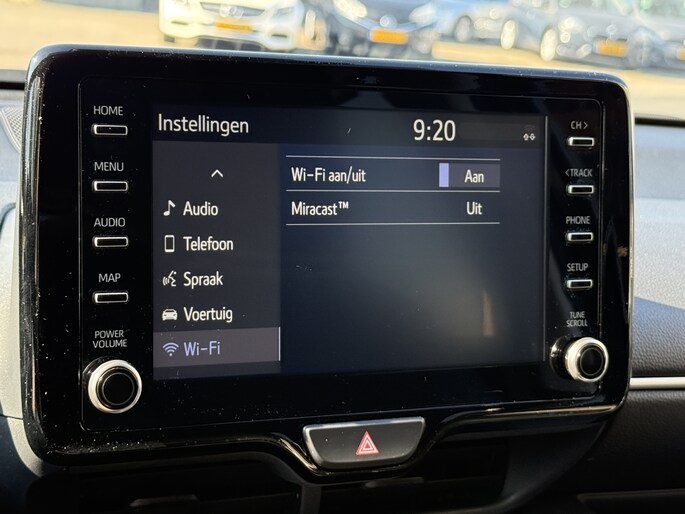 HOME
MENU
AUDIO
MAP
POWER
VOLUME
Instellingen
9:20
Audio
Telefoon
Spraak
Voertuig
Wi-Fi
Wi-Fi aan/uit Aan
Miracast™ Uit
CH >
< TRACK
PHONE
SETUP
TUNE
SCROLL